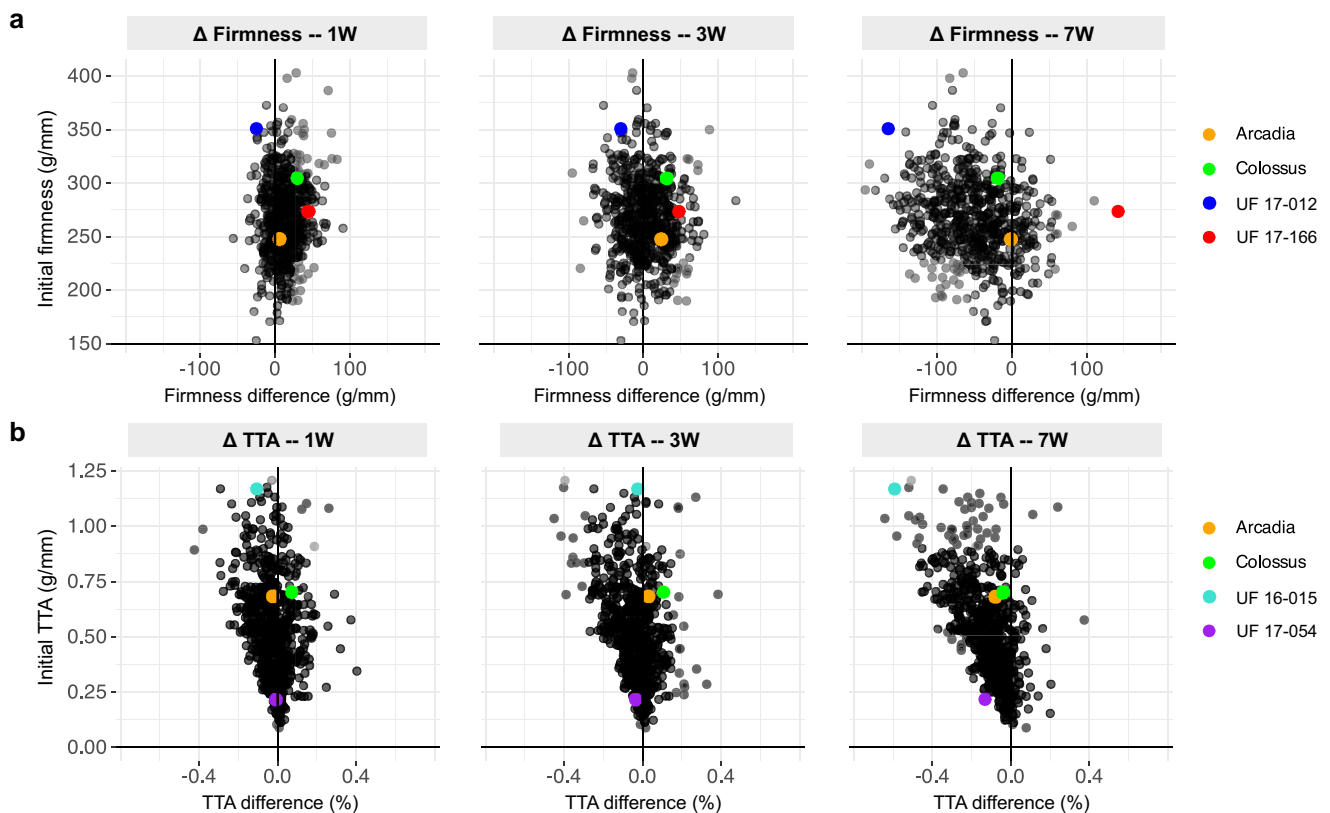 a
Δ Firmness -- 1W
Δ Firmness -- 3W
Δ Firmness -- 7W
Initial firmness (g/mm)
400
350
300
250
200
150
-100 0 100
-100 0 100
-100 0 100
Firmness difference (g/mm)
Firmness difference (g/mm)
Firmness difference (g/mm)
Arcadia
Colossus
UF 17-012
UF 17-166
b
Δ TTA -- 1W
Δ TTA -- 3W
Δ TTA -- 7W
Initial TTA (g/mm)
1.25
1.00
0.75
0.50
0.25
0.00
-0.4 0.0 0.4
-0.4 0.0 0.4
-0.4 0.0 0.4
TTA difference (%)
TTA difference (%)
TTA difference (%)
Arcadia
Colossus
UF 16-015
UF 17-054